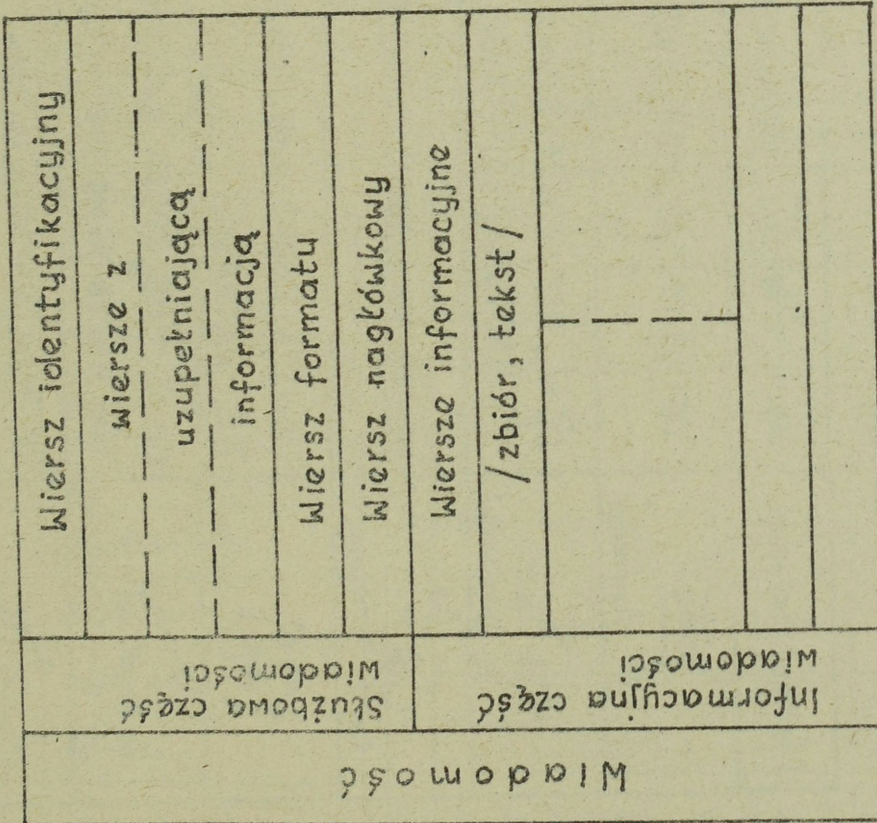 Wiadomość
Służbowa część
wiadomości
Wiersz identyfikacyjny
wiersze z
uzupełniającą
informacją
Wiersz formatu
Wiersz nagłówkowy
Informacyjna część
wiadomości
Wiersze informacyjne
/zbiór, tekst/